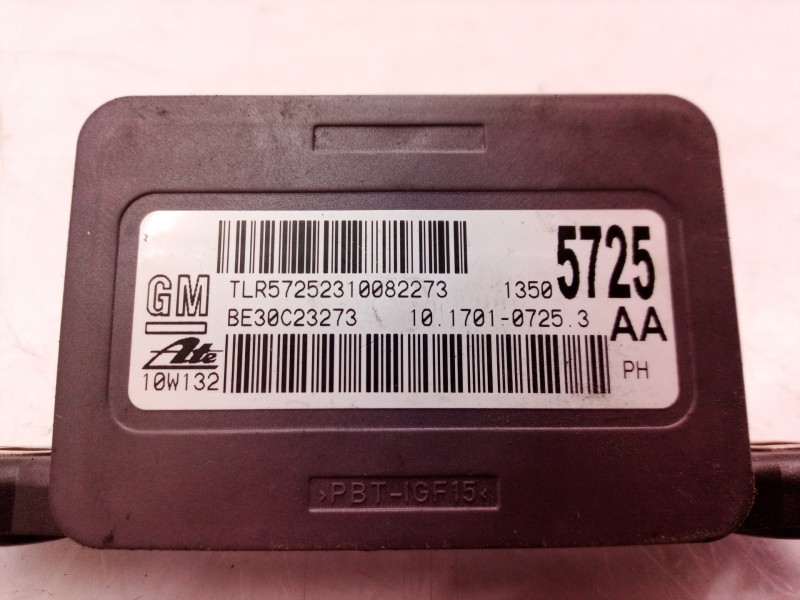 GM
TLR57252310082273 1350 5725
BE30C23273 10.1701-0725.3 AA
Ate
10W132 PH
>PBT-IGF15<